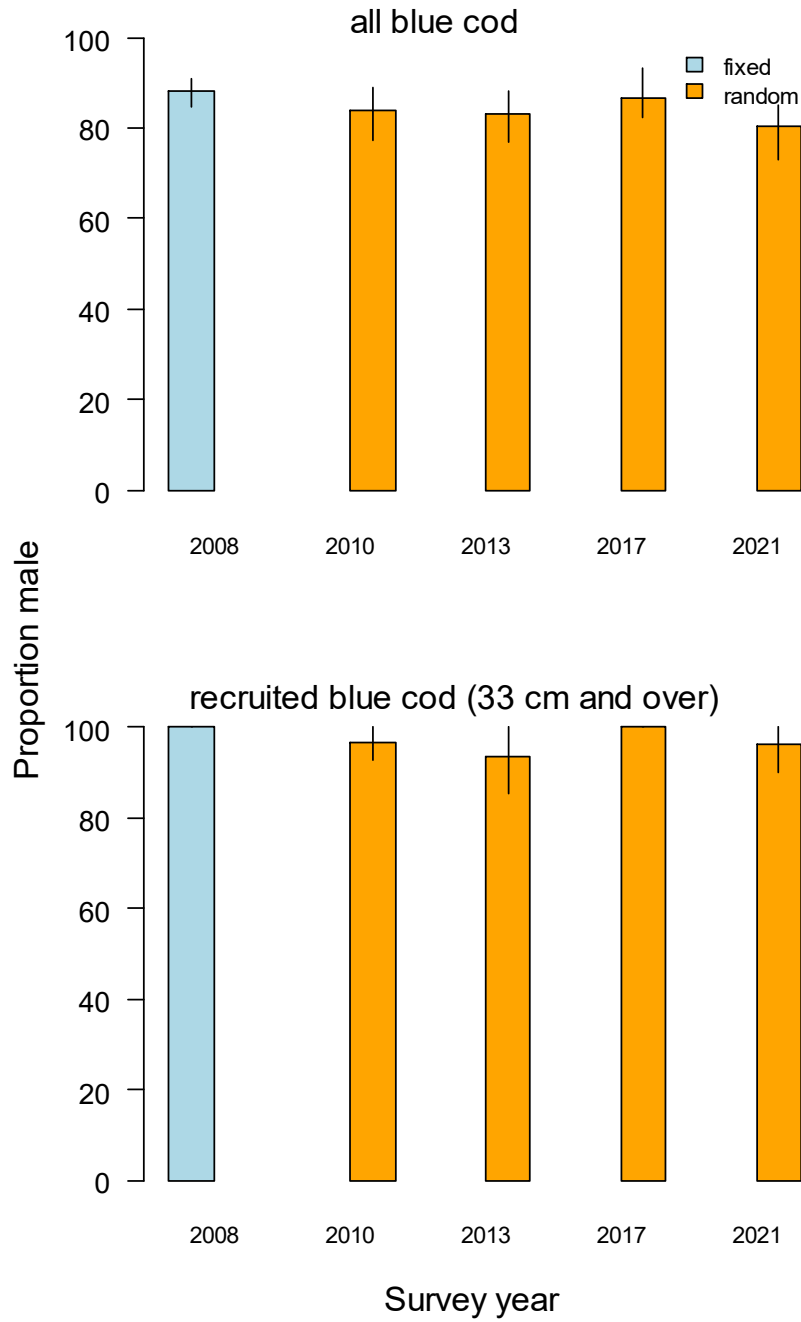 all blue cod
fixed
random
100
80
60
40
20
0
2008 2010 2013 2017 2021
Proportion male
recruited blue cod (33 cm and over)
100
80
60
40
20
0
2008 2010 2013 2017 2021
Survey year